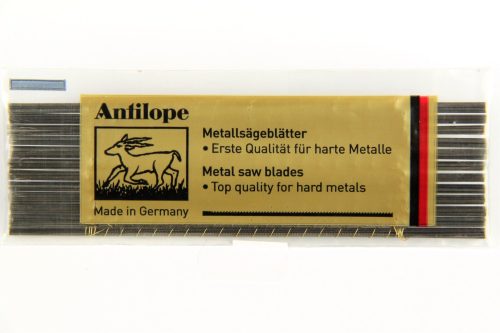 Antilope
Made in Germany
Metallsägeblätter
• Erste Qualität für harte Metalle
Metal saw blades
• Top quality for hard metals